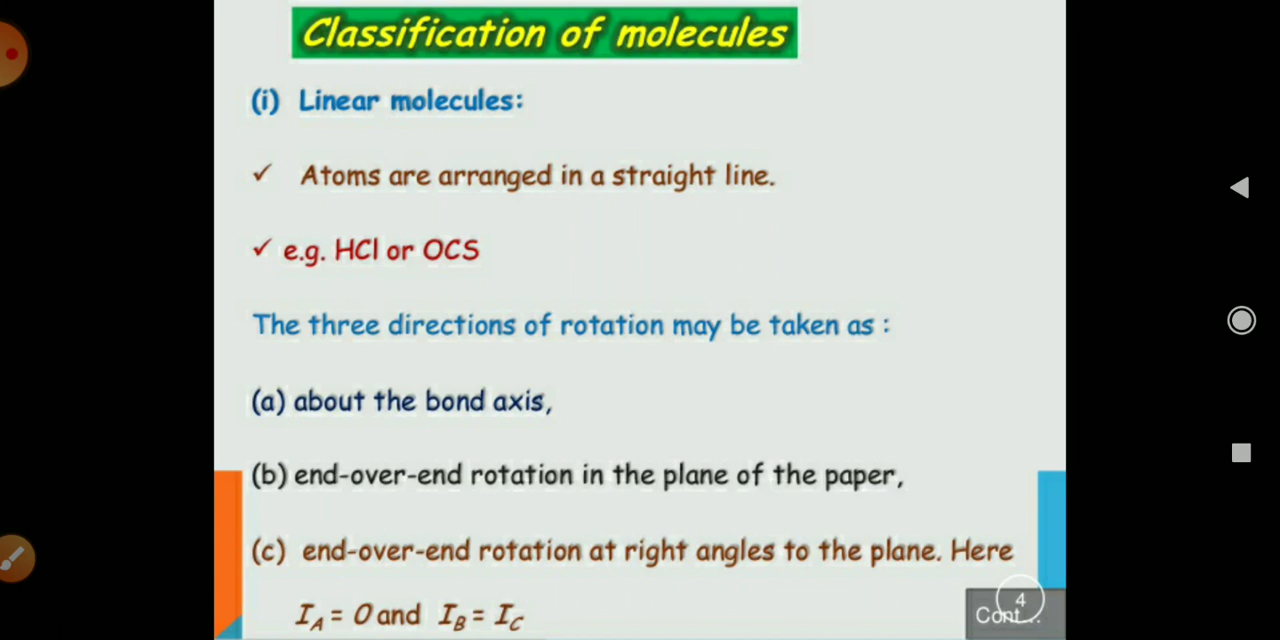 Classification of molecules
(i) Linear molecules:
✓ Atoms are arranged in a straight line.
✓ e.g. HCl or OCS
The three directions of rotation may be taken as :
(a) about the bond axis,
(b) end-over-end rotation in the plane of the paper,
(c) end-over-end rotation at right angles to the plane. Here
I_A = 0 and I_B = I_C
4
Cont...